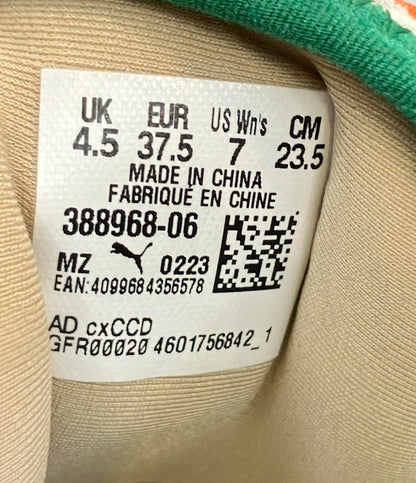 UK EUR US Wn's CM
4.5 37.5 7 23.5
MADE IN CHINA
FABRIQUÉ EN CHINE
388968-06
MZ 0223
EAN:4099684356578
AD cxCCD
GFR00020 4601756842_1